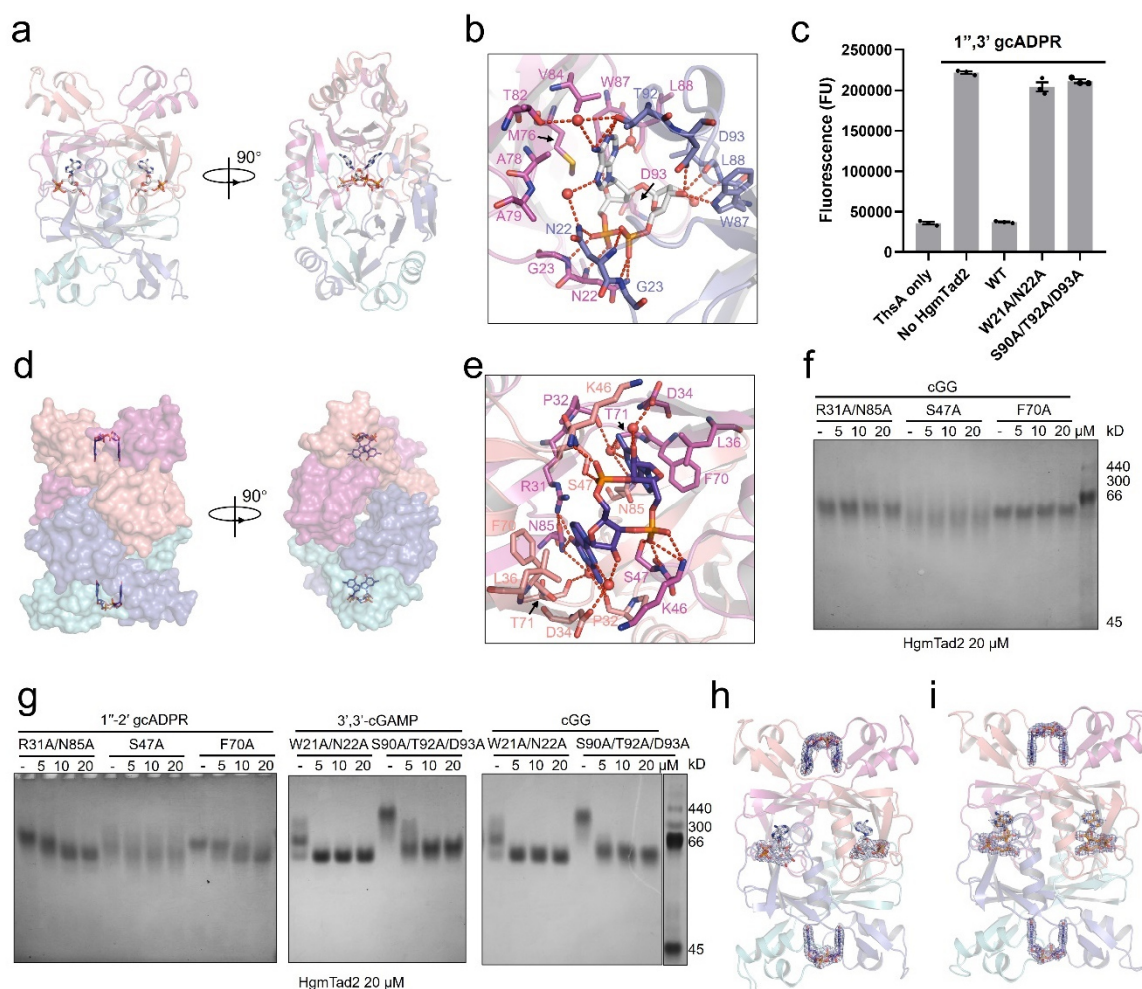 a
90°
b
V84
T82
W87
T92
L88
M76
D93
A78
L88
D93
A79
W87
N22
G23
N22
G23
c
1”,3’ gcADPR
Fluorescence (FU)
250000
200000
150000
100000
50000
0
ThsA only
No HgmTad2
WT
W21A/N22A
S90A/T92A/D93A
d
90°
e
K46
P32
T71
D34
L36
F70
S47
R31
N85
F70
N85
L36
S47
T71
D34
P32
K46
f
cGG
R31A/N85A S47A F70A
- 5 10 20 - 5 10 20 - 5 10 20 μM kD
440
300
66
45
HgmTad2 20 μM
g
1”-2’ gcADPR 3’,3’-cGAMP cGG
R31A/N85A S47A F70A W21A/N22A S90A/T92A/D93A W21A/N22A S90A/T92A/D93A
- 5 10 20 - 5 10 20 - 5 10 20 - 5 10 20 - 5 10 20 - 5 10 20 - 5 10 20 μM kD
440
300
66
45
HgmTad2 20 μM
h
i